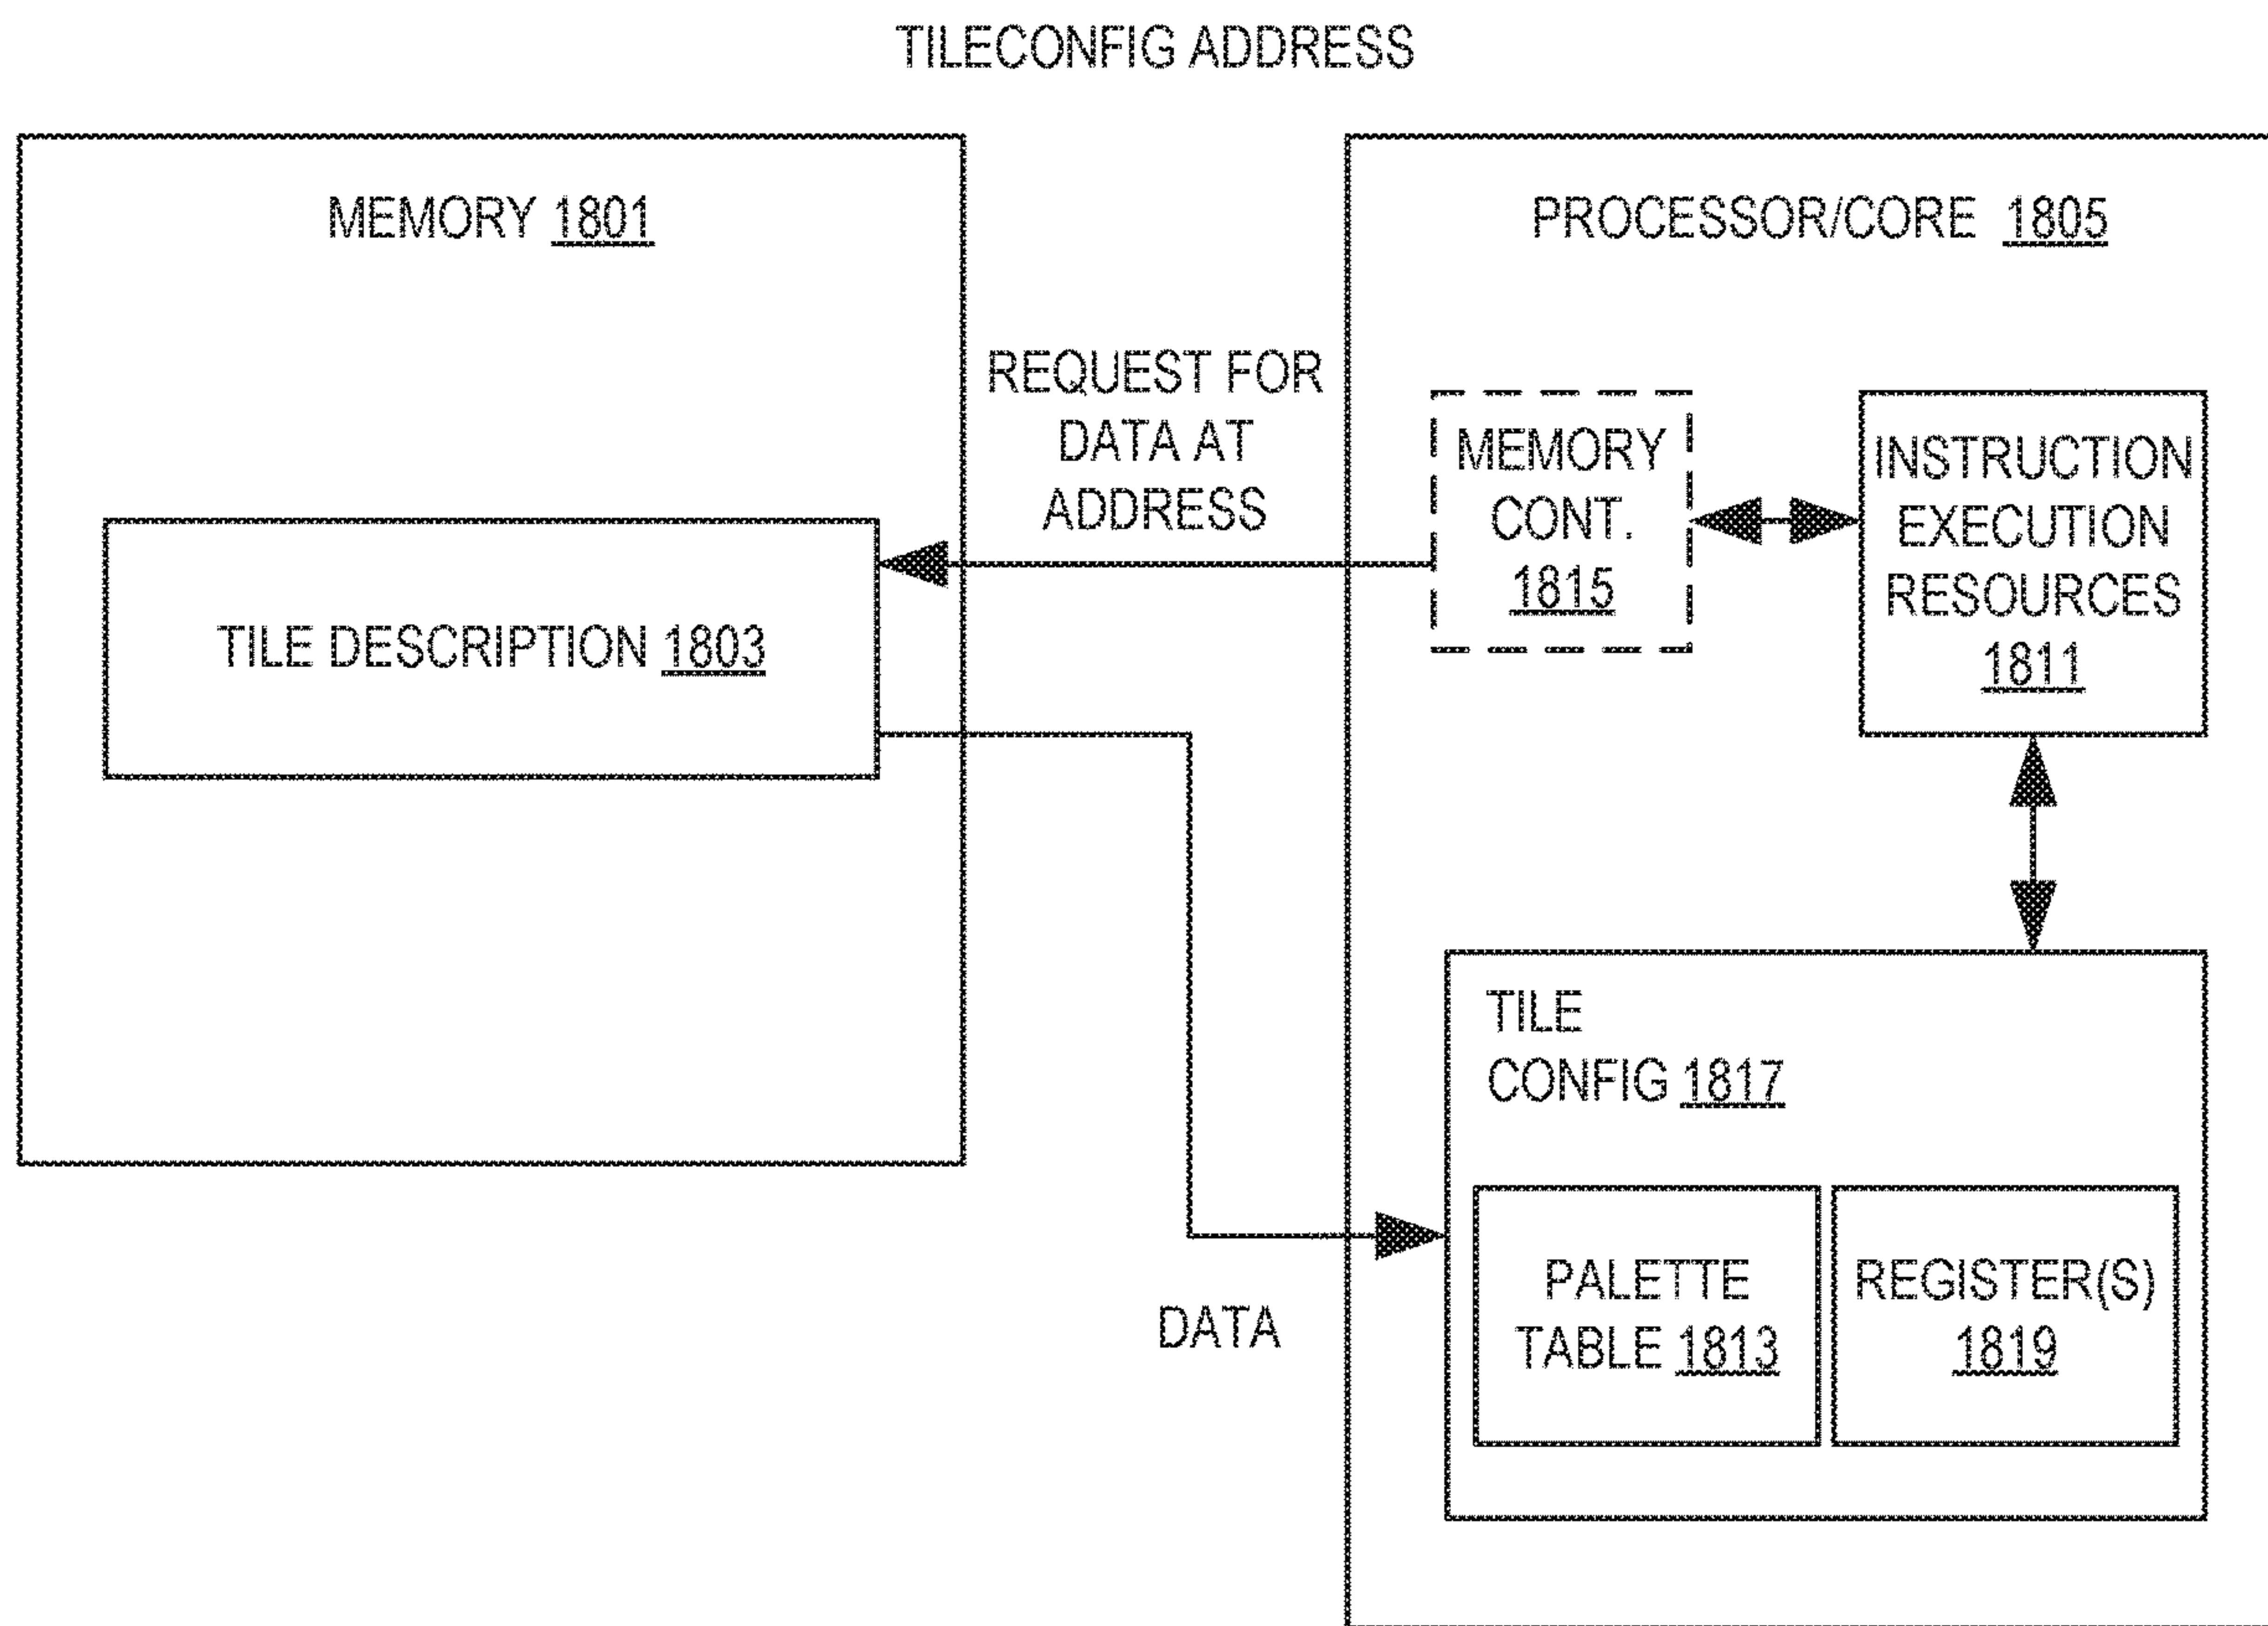 TILECONFIG ADDRESS
MEMORY 1801
PROCESSOR/CORE 1805
REQUEST FOR
DATA AT
ADDRESS
MEMORY
CONT.
1815
INSTRUCTION
EXECUTION
RESOURCES
1811
TILE DESCRIPTION 1803
TILE
CONFIG 1817
PALETTE
TABLE 1813
REGISTER(S)
1819
DATA